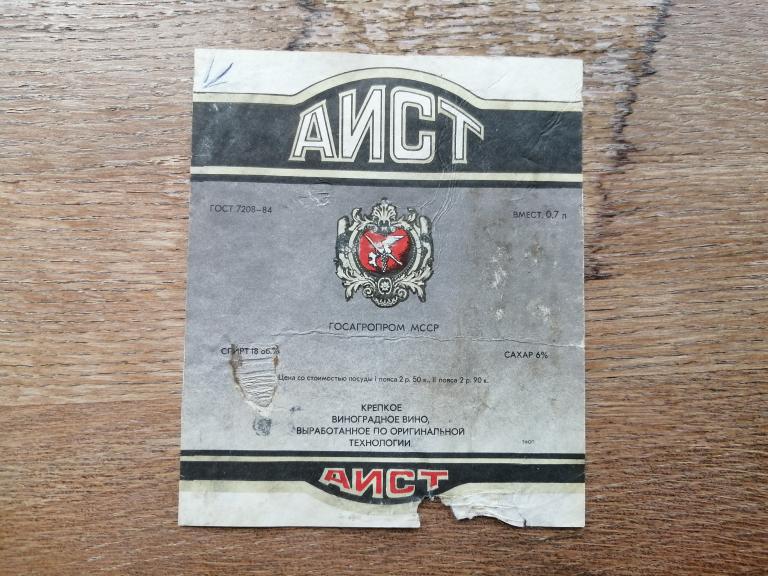 АИСТ
ГОСТ 7208—84
ВМЕСТ. 0,7 л
ГОСАГРОПРОМ МССР
СПИРТ 18 об.%
САХАР 6%
Цена со стоимостью посуды I пояса 2 р. 50 к., II пояса 2 р. 90 к.
КРЕПКОЕ
ВИНОГРАДНОЕ ВИНО,
ВЫРАБОТАННОЕ ПО ОРИГИНАЛЬНОЙ
ТЕХНОЛОГИИ
АИСТ